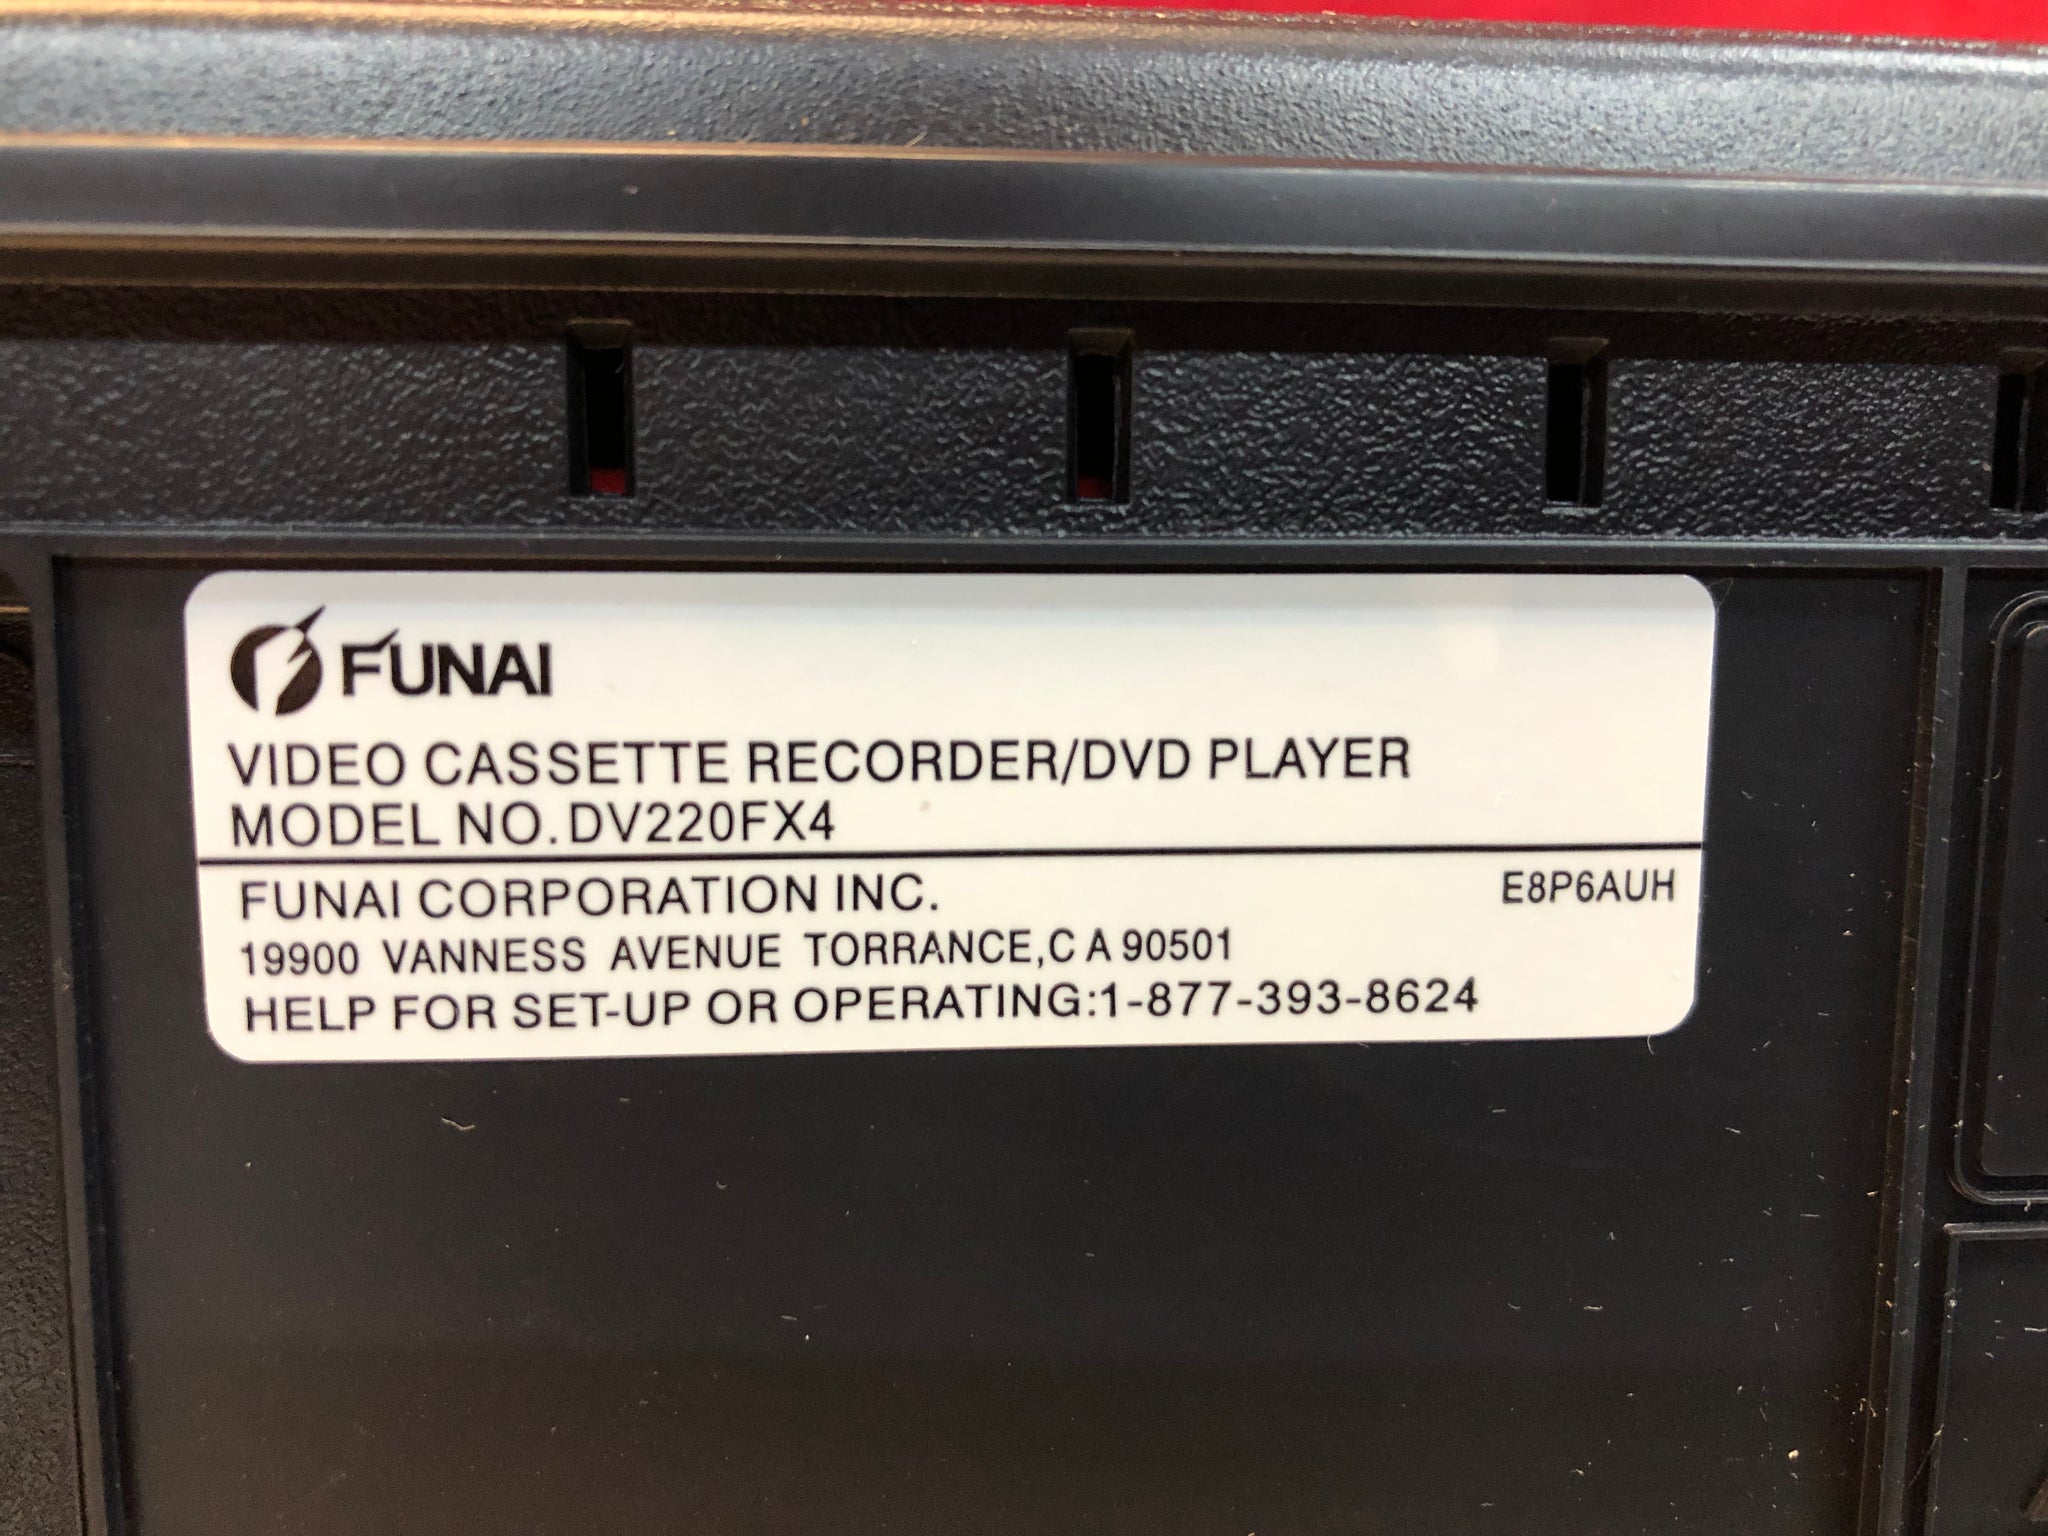 FUNAI
VIDEO CASSETTE RECORDER/DVD PLAYER
MODEL NO. DV220FX4
FUNAI CORPORATION INC. E8P6AUH
19900 VANNESS AVENUE TORRANCE,C A 90501
HELP FOR SET-UP OR OPERATING:1-877-393-8624